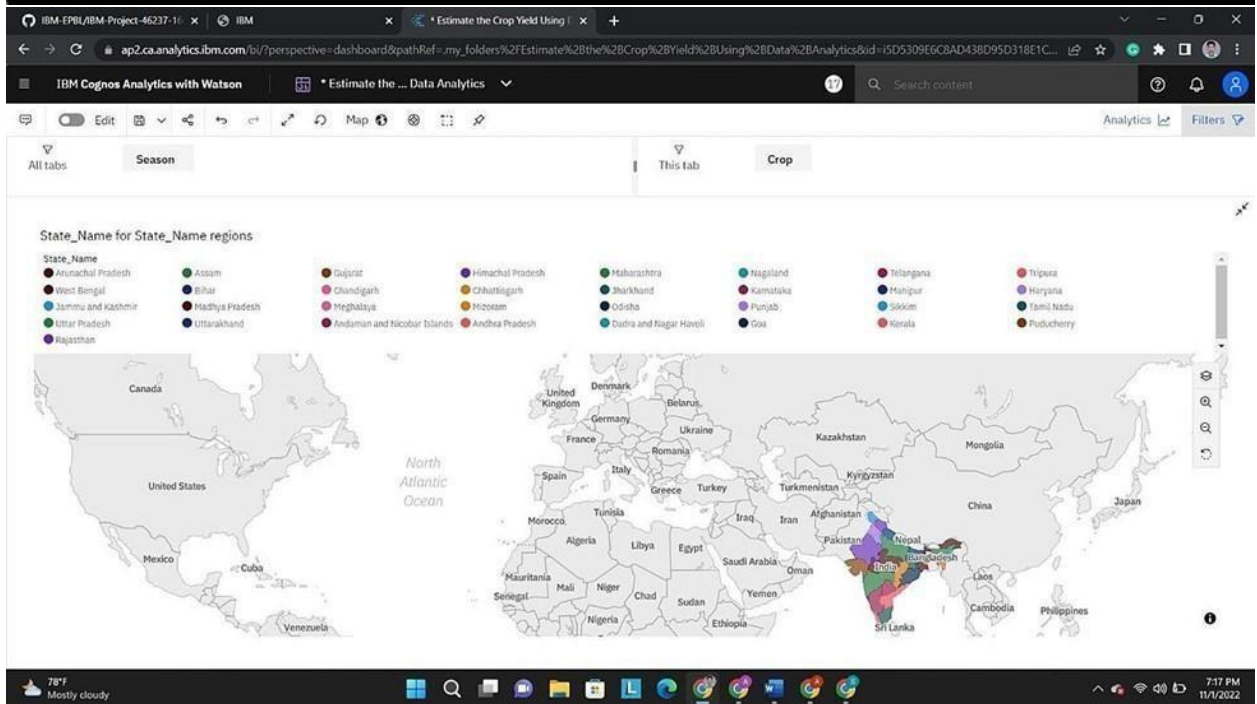 IBM-EPBL/IBM-Project-46237-16
IBM
* Estimate the Crop Yield Using D
ap2.ca.analytics.ibm.com/bi/?perspective=dashboard&pathRef=.my_folders%2FEstimate%2Bthe%2BCrop%2BYield%2BUsing%2BData%2BAnalytics&id=i5D5309E6C8AD438D95D318E1C...
IBM Cognos Analytics with Watson
* Estimate the ... Data Analytics
17
Search content
Edit
Map
Analytics
Filters
All tabs
Season
This tab
Crop
State_Name for State_Name regions
State_Name
Arunachal Pradesh Assam Gujarat Himachal Pradesh Maharashtra Nagaland Telangana Tripura
West Bengal Bihar Chandigarh Chhattisgarh Jharkhand Karnataka Manipur Haryana
Jammu and Kashmir Madhya Pradesh Meghalaya Mizoram Odisha Punjab Sikkim Tamil Nadu
Uttar Pradesh Uttarakhand Andaman and Nicobar Islands Andhra Pradesh Dadra and Nagar Haveli Goa Kerala Puducherry
Rajasthan
Canada
United Kingdom
Denmark
Belarus
Germany
Ukraine
France
Romania
Kazakhstan
Mongolia
North
Atlantic
Ocean
United States
Spain
Italy
Greece
Turkey
Turkmenistan
Kyrgyzstan
China
Japan
Morocco
Tunisia
Iraq
Iran
Afghanistan
Algeria
Libya
Egypt
Pakistan
Nepal
Bangladesh
Mexico
Cuba
Saudi Arabia
Oman
India
Laos
Mauritania
Mali
Niger
Chad
Sudan
Yemen
Senegal
Cambodia
Philippines
Venezuela
Nigeria
Ethiopia
Sri Lanka
78°F
Mostly cloudy
7:17 PM
11/1/2022